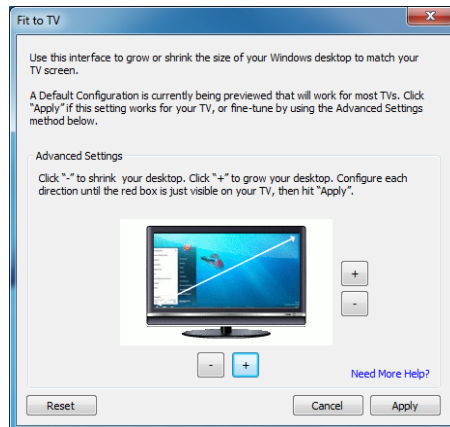 Fit to TV
Use this interface to grow or shrink the size of your Windows desktop to match your
TV screen.
A Default Configuration is currently being previewed that will work for most TVs. Click
"Apply" if this setting works for your TV, or fine-tune by using the Advanced Settings
method below.
Advanced Settings
Click "-" to shrink your desktop. Click "+" to grow your desktop. Configure each
direction until the red box is just visible on your TV, then hit "Apply".
+
-
- +
Need More Help?
Reset Cancel Apply